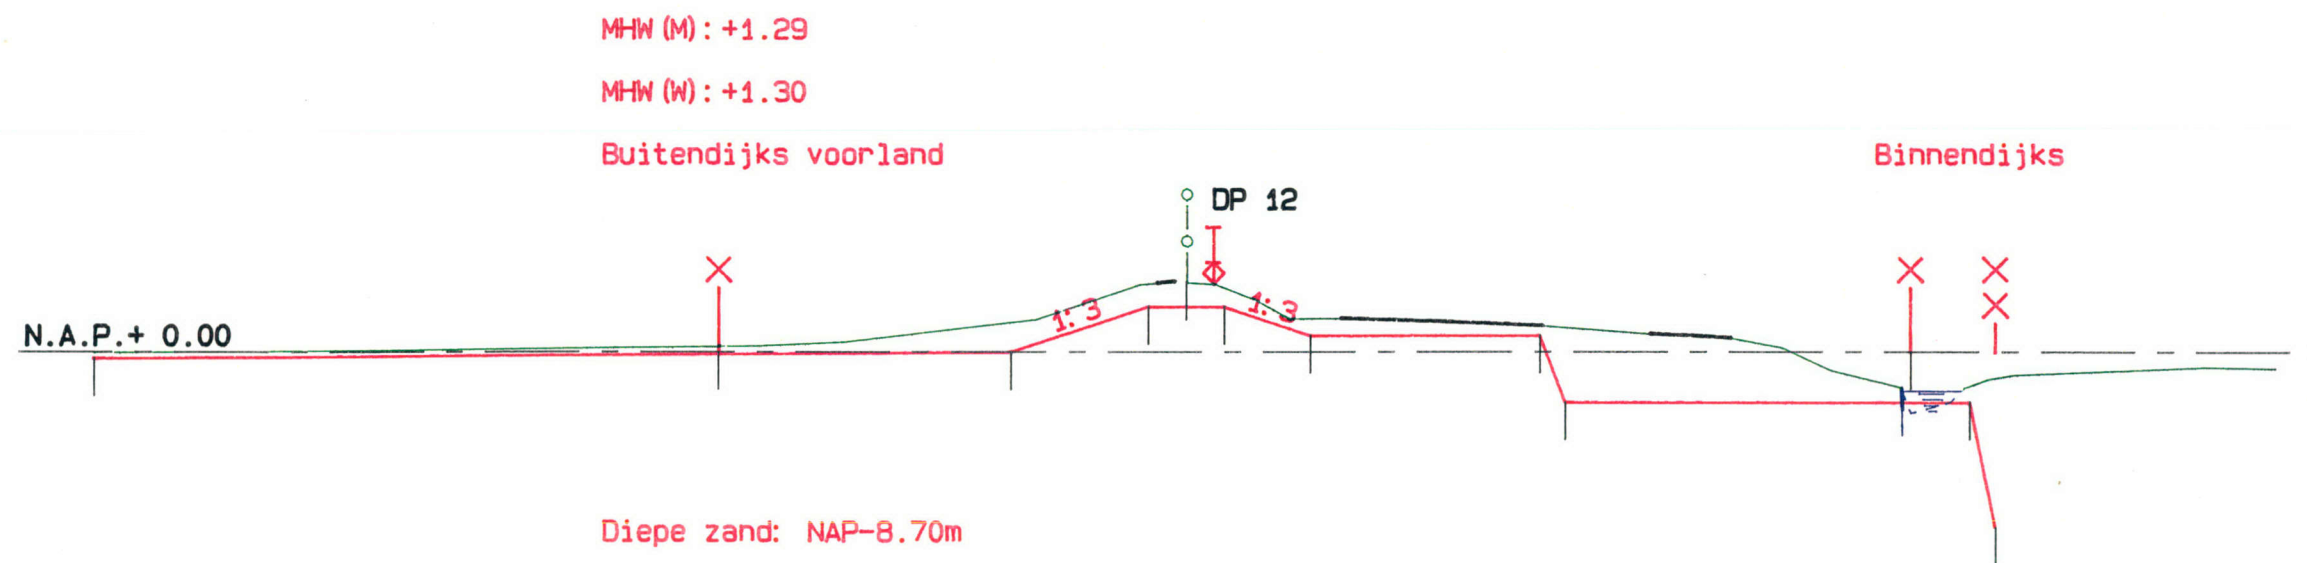 MHW (M): +1.29
MHW (W): +1.30
Buitendijks voorland
Binnendijks
DP 12
1:3
1:3
N.A.P.+ 0.00
Diepe zand: NAP-8.70m